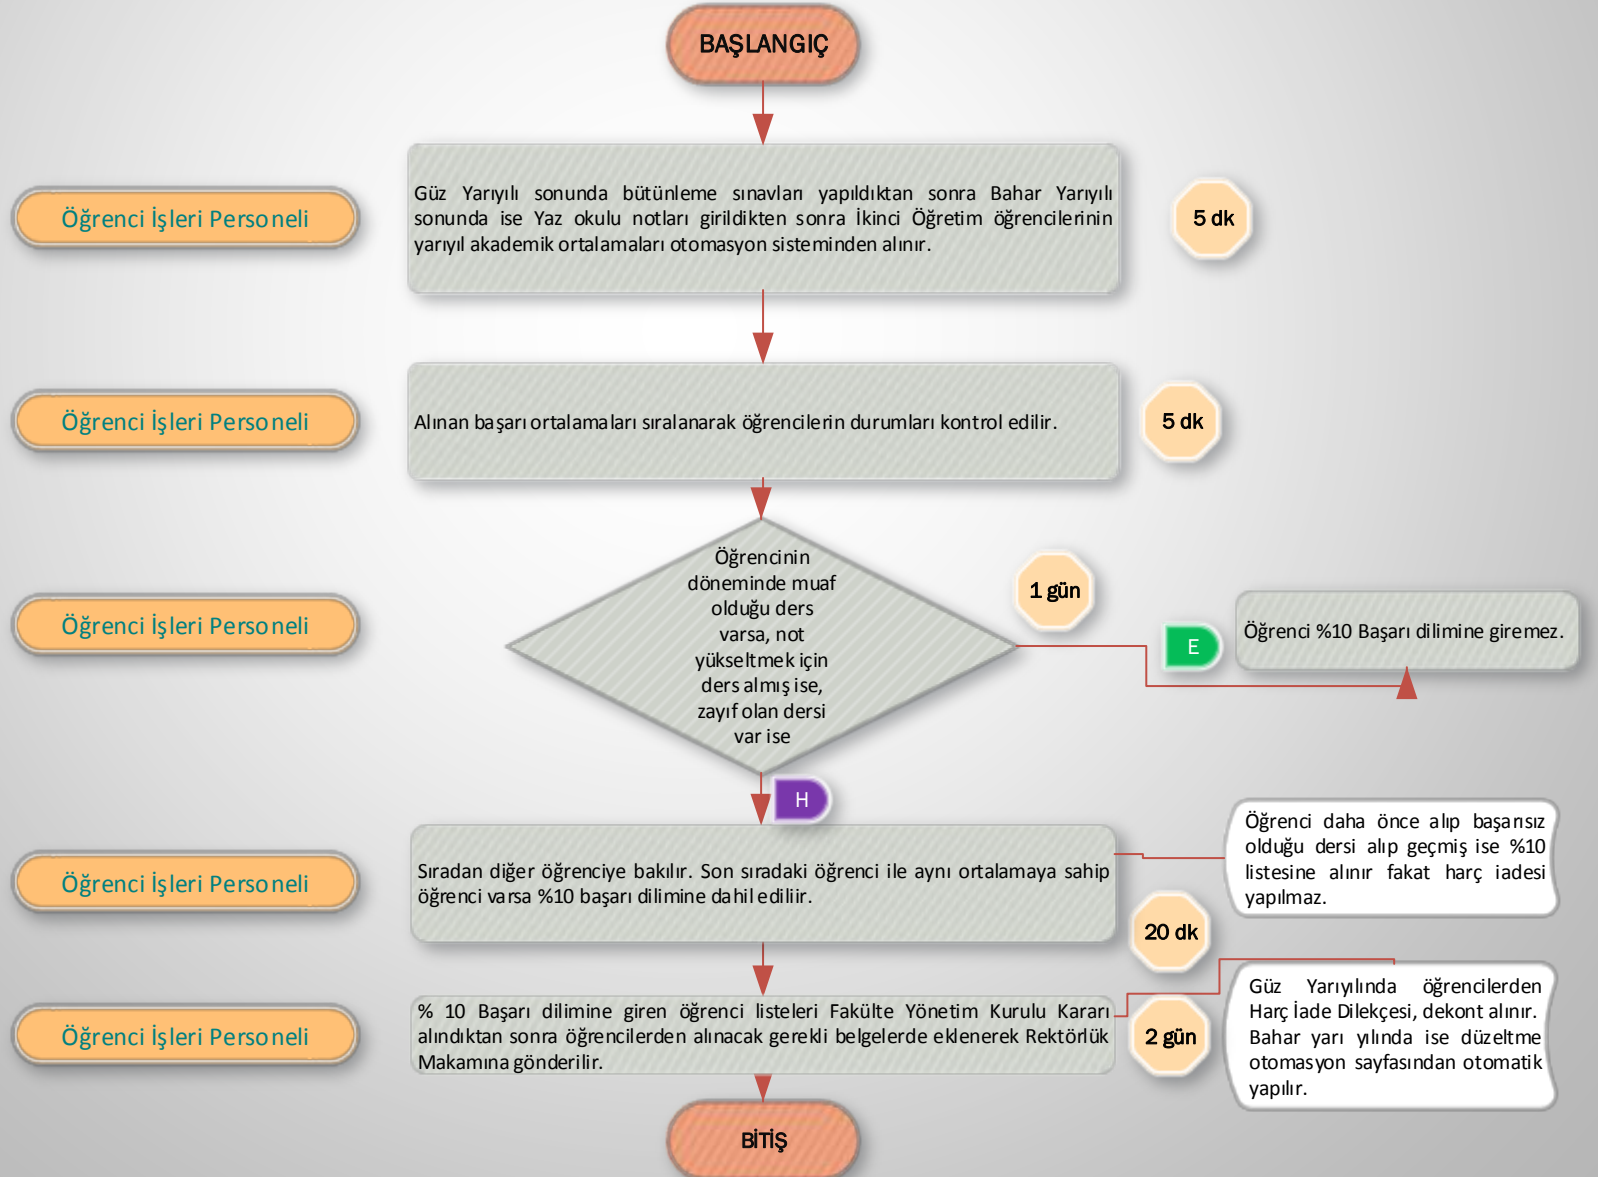 BAŞLANGIÇ
Öğrenci İşleri Personeli
Güz Yarıyılı sonunda bütünleme sınavları yapıldıktan sonra Bahar Yarıyılı
sonunda ise Yaz okulu notları girildikten sonra İkinci Öğretim öğrencilerinin
yarıyıl akademik ortalamaları otomasyon sisteminden alınır.
5 dk
Öğrenci İşleri Personeli
Alınan başarı ortalamaları sıralanarak öğrencilerin durumları kontrol edilir.
5 dk
Öğrenci İşleri Personeli
Öğrencinin
döneminde muaf
olduğu ders
varsa, not
yükseltmek için
ders almış ise,
zayıf olan dersi
var ise
1 gün
E
Öğrenci %10 Başarı dilimine giremez.
H
Öğrenci İşleri Personeli
Sıradan diğer öğrenciye bakılır. Son sıradaki öğrenci ile aynı ortalamaya sahip
öğrenci varsa %10 başarı dilimine dahil ediliir.
20 dk
Öğrenci daha önce alıp başarısız
olduğu dersi alıp geçmiş ise %10
listesine alınır fakat harç iadesi
yapılmaz.
Öğrenci İşleri Personeli
% 10 Başarı dilimine giren öğrenci listeleri Fakülte Yönetim Kurulu Kararı
alındıktan sonra öğrencilerden alınacak gerekli belgelerde eklenerek Rektörlük
Makamına gönderilir.
2 gün
Güz Yarıyılında öğrencilerden
Harç İade Dilekçesi, dekont alınır.
Bahar yarı yılında ise düzeltme
otomasyon sayfasından otomatik
yapılır.
BİTİŞ